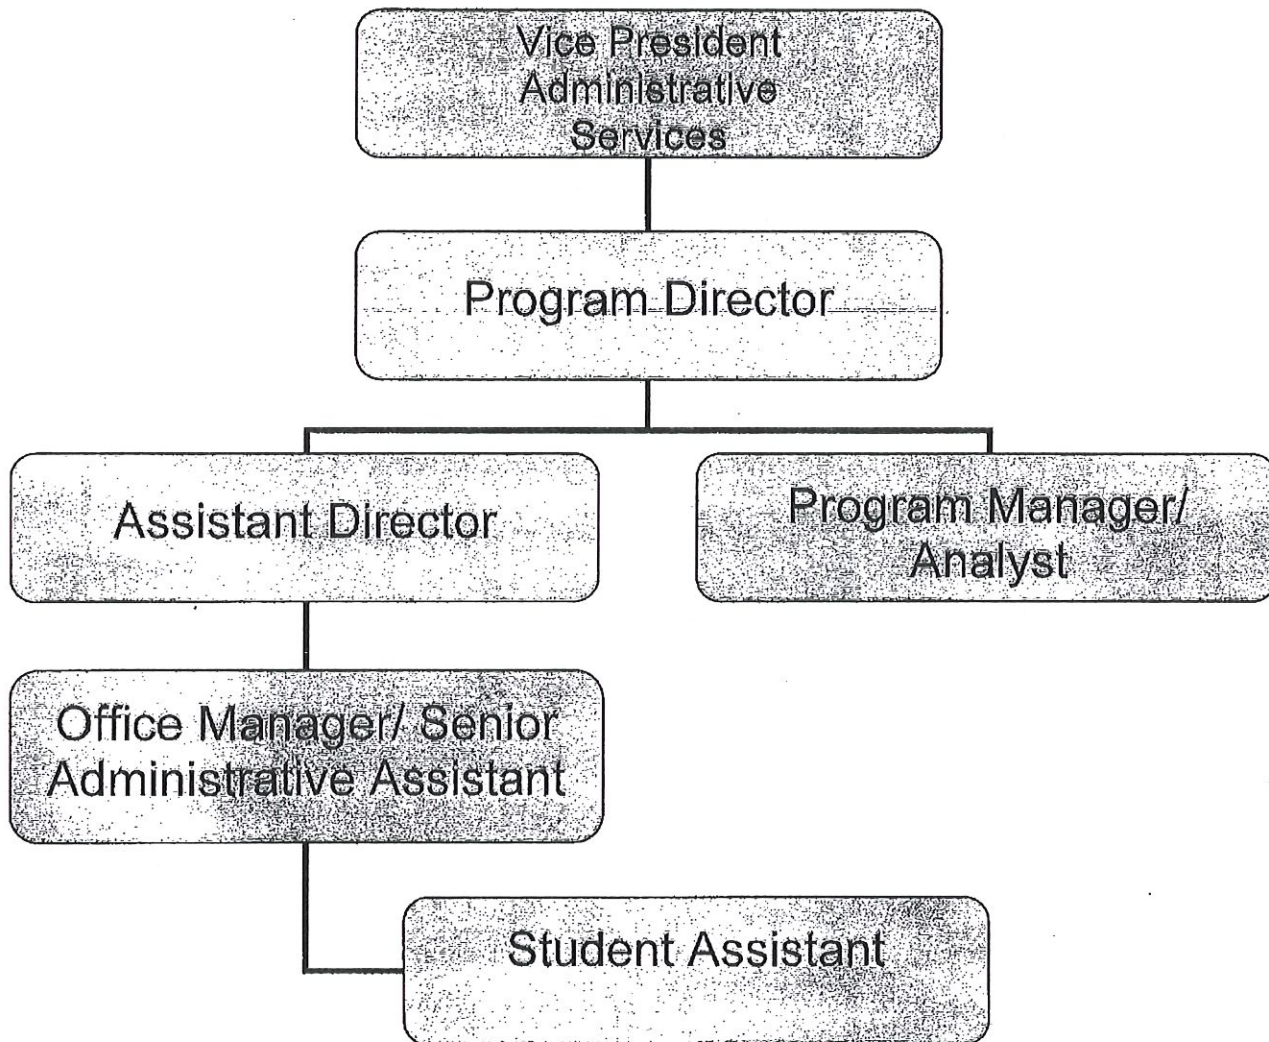 Vice President
Administrative
Services
Program Director
Assistant Director
Program Manager/
Analyst
Office Manager/ Senior
Administrative Assistant
Student Assistant